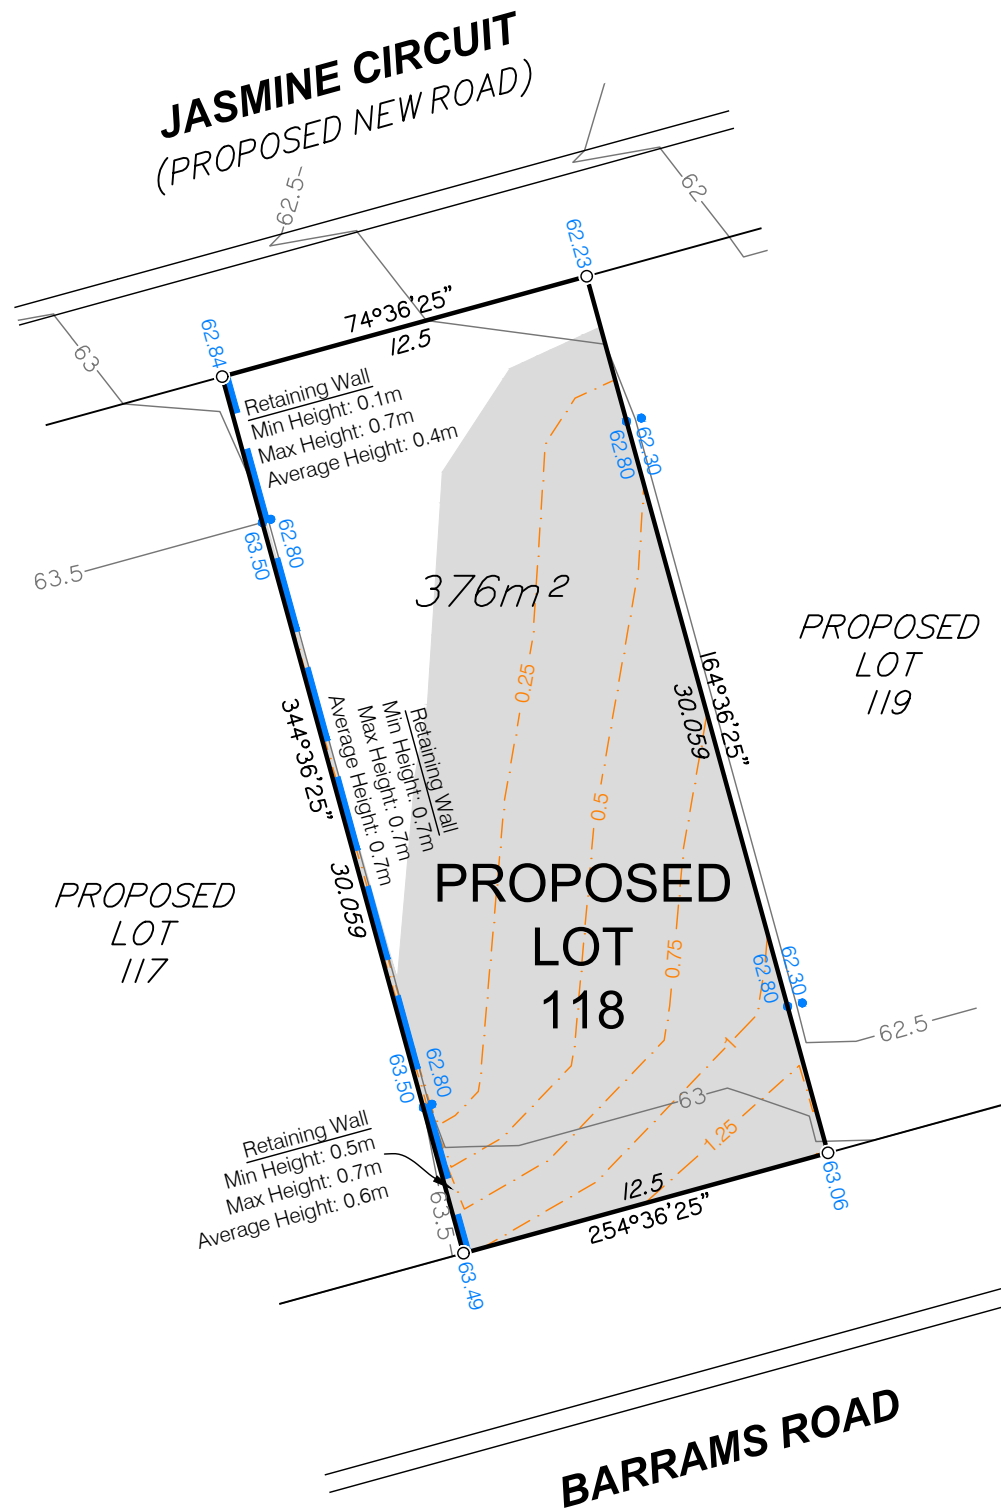 JASMINE CIRCUIT
(PROPOSED NEW ROAD)
62.5
62
62.23
74°36'25"
12.5
62.84
63
Retaining Wall
Min Height: 0.1m
Max Height: 0.7m
Average Height: 0.4m
62.80
62.30
63.50
62.80
63.5
376m²
0.25
PROPOSED
LOT
119
164°36'25"
30.059
344°36'25"
30.059
Retaining Wall
Min Height: 0.7m
Max Height: 0.7m
Average Height: 0.7m
0.5
PROPOSED
LOT
118
PROPOSED
LOT
117
0.75
62.80
62.30
62.5
1
63.50
62.80
63
1.25
Retaining Wall
Min Height: 0.5m
Max Height: 0.7m
Average Height: 0.6m
63.5
12.5
254°36'25"
63.06
63.49
BARRAMS ROAD